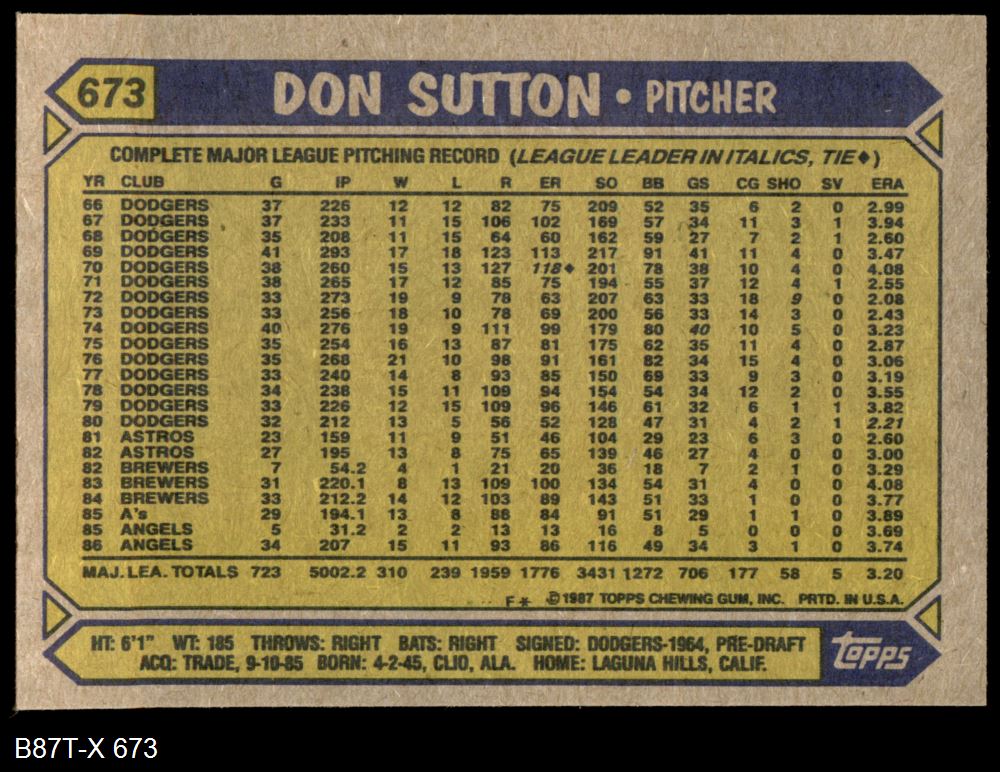 673 DON SUTTON • PITCHER
COMPLETE MAJOR LEAGUE PITCHING RECORD (LEAGUE LEADER IN ITALICS, TIE♦)
YR CLUB G IP W L R ER SO BB GS CG SHO SV ERA
66 DODGERS 37 226 12 12 82 75 209 52 35 6 2 0 2.99
67 DODGERS 37 233 11 15 106 102 169 57 34 11 3 1 3.94
68 DODGERS 35 208 11 15 64 60 162 59 27 7 2 1 2.60
69 DODGERS 41 293 17 18 123 113 217 91 41 11 4 0 3.47
70 DODGERS 38 260 15 13 127 118♦ 201 78 38 10 4 0 4.08
71 DODGERS 38 265 17 12 85 75 194 55 37 12 4 1 2.55
72 DODGERS 33 273 19 9 78 63 207 63 33 18 9 0 2.08
73 DODGERS 33 256 18 10 78 69 200 56 33 14 3 0 2.43
74 DODGERS 40 276 19 9 111 99 179 80 40 10 5 0 3.23
75 DODGERS 35 254 16 13 87 81 175 62 35 11 4 0 2.87
76 DODGERS 35 268 21 10 98 91 161 82 34 15 4 0 3.06
77 DODGERS 33 240 14 8 93 85 150 69 33 9 3 0 3.19
78 DODGERS 34 238 15 11 109 94 154 54 34 12 2 0 3.55
79 DODGERS 33 226 12 15 109 96 146 61 32 6 1 1 3.82
80 DODGERS 32 212 13 5 56 52 128 47 31 4 2 1 2.21
81 ASTROS 23 159 11 9 51 46 104 29 23 6 3 0 2.60
82 ASTROS 27 195 13 8 75 65 139 46 27 4 0 0 3.00
82 BREWERS 7 54.2 4 1 21 20 36 18 7 2 1 0 3.29
83 BREWERS 31 220.1 8 13 109 100 134 54 31 4 0 0 4.08
84 BREWERS 33 212.2 14 12 103 89 143 51 33 1 0 0 3.77
85 A's 29 194.1 13 8 88 84 91 51 29 1 1 0 3.89
85 ANGELS 5 31.2 2 2 13 13 16 8 5 0 0 0 3.69
86 ANGELS 34 207 15 11 93 86 116 49 34 3 1 0 3.74
MAJ. LEA. TOTALS 723 5002.2 310 239 1959 1776 3431 1272 706 177 58 5 3.20
F* ©1987 TOPPS CHEWING GUM, INC. PRTD. IN U.S.A.
HT: 6'1" WT: 185 THROWS: RIGHT BATS: RIGHT SIGNED: DODGERS-1964, PRE-DRAFT
ACQ: TRADE, 9-10-85 BORN: 4-2-45, CLIO, ALA. HOME: LAGUNA HILLS, CALIF.
TOPPS
B87T-X 673